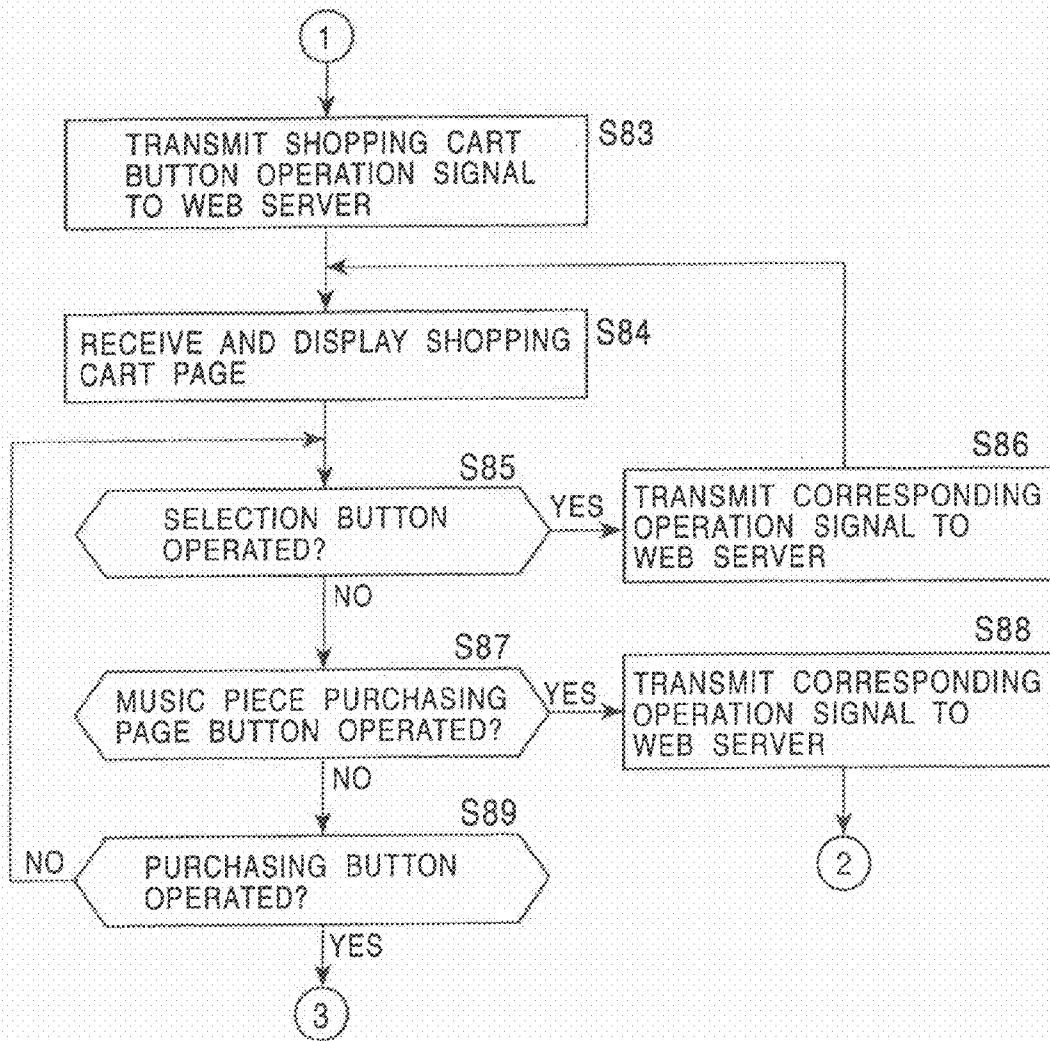 1
TRANSMIT SHOPPING CART
BUTTON OPERATION SIGNAL
TO WEB SERVER
S83
RECEIVE AND DISPLAY SHOPPING
CART PAGE
S84
S85
SELECTION BUTTON
OPERATED?
YES
NO
S86
TRANSMIT CORRESPONDING
OPERATION SIGNAL TO
WEB SERVER
S87
MUSIC PIECE PURCHASING
PAGE BUTTON OPERATED?
YES
NO
S88
TRANSMIT CORRESPONDING
OPERATION SIGNAL TO
WEB SERVER
2
S89
PURCHASING BUTTON
OPERATED?
NO
YES
3